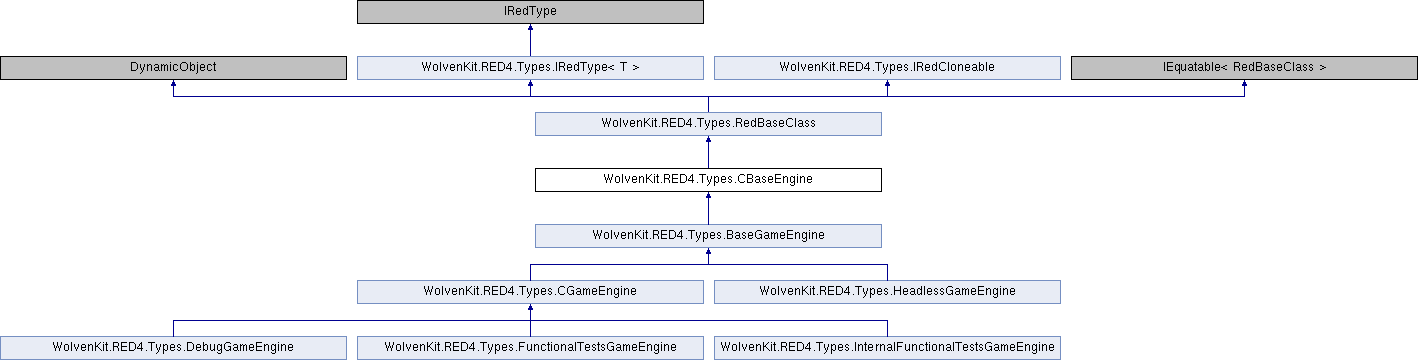 IRedType
DynamicObject
WolvenKit.RED4.Types.IRedType< T >
WolvenKit.RED4.Types.IRedCloneable
IEquatable< RedBaseClass >
WolvenKit.RED4.Types.RedBaseClass
WolvenKit.RED4.Types.CBaseEngine
WolvenKit.RED4.Types.BaseGameEngine
WolvenKit.RED4.Types.CGameEngine
WolvenKit.RED4.Types.HeadlessGameEngine
WolvenKit.RED4.Types.DebugGameEngine
WolvenKit.RED4.Types.FunctionalTestsGameEngine
WolvenKit.RED4.Types.InternalFunctionalTestsGameEngine